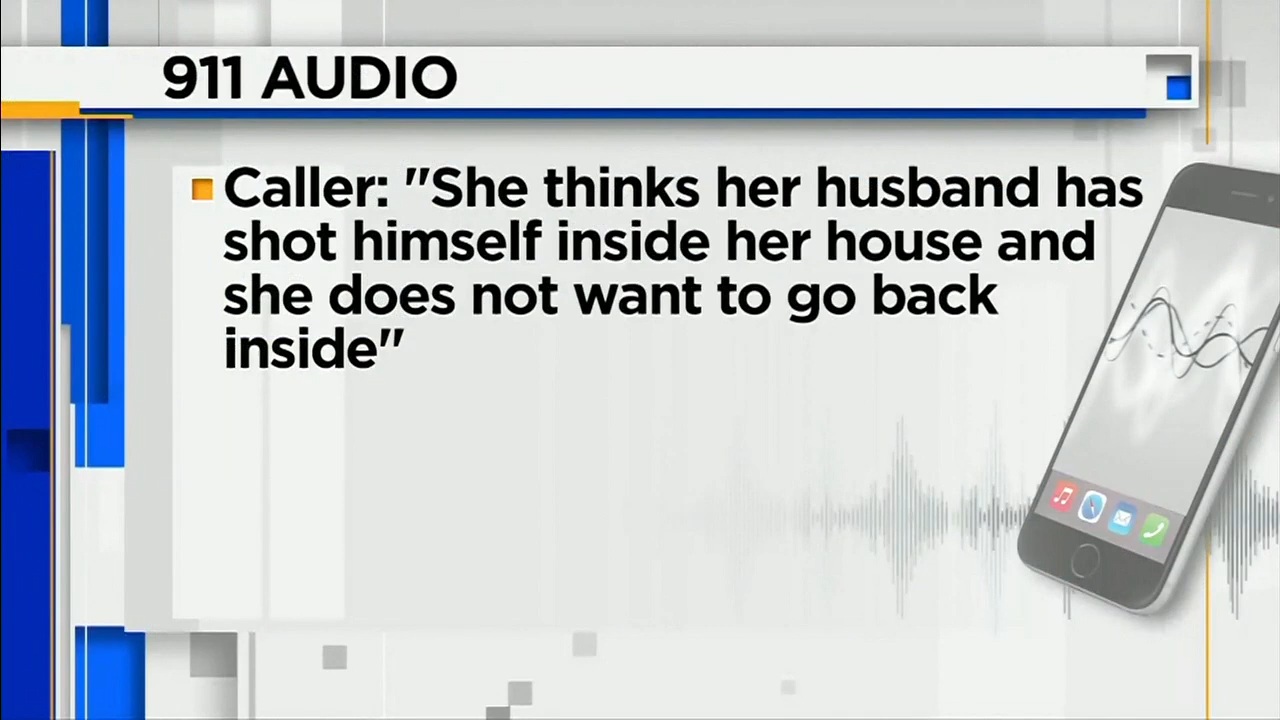 911 AUDIO
Caller: "She thinks her husband has
shot himself inside her house and
she does not want to go back
inside"